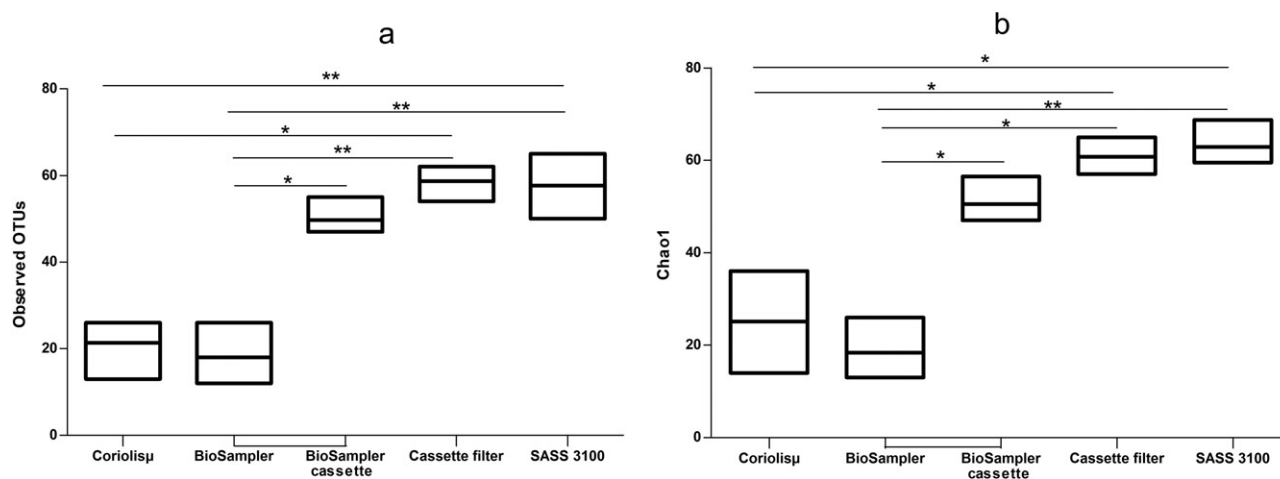 a
80
60
40
20
0
Observed OTUs
**
**
*
**
*
Coriolisµ
BioSampler
BioSampler
cassette
Cassette filter
SASS 3100
b
80
60
40
20
0
Chao1
*
*
**
*
*
Coriolisµ
BioSampler
BioSampler
cassette
Cassette filter
SASS 3100